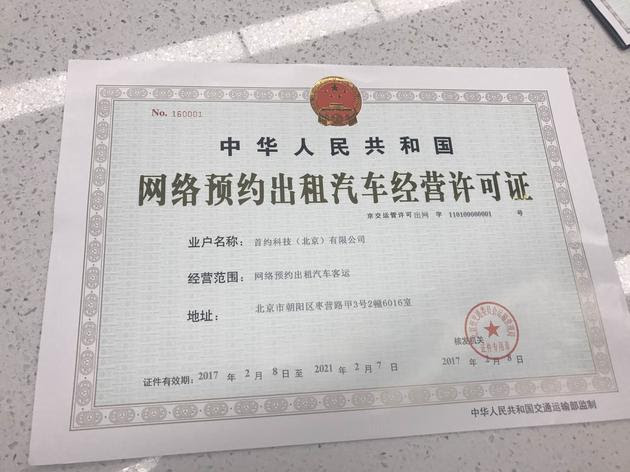 No. 160001
中华人民共和国
网络预约出租汽车经营许可证
京交运管许可 出网 字 110100000001 号
业户名称： 首约科技（北京）有限公司
经营范围： 网络预约出租汽车客运
地址： 北京市朝阳区枣营路甲3号2幢6016室
核发机关
证件专用章
证件有效期： 2017 年 2 月 8 日 至 2021 年 2 月 7 日 2017 年 2 月 8 日
中华人民共和国交通运输部监制